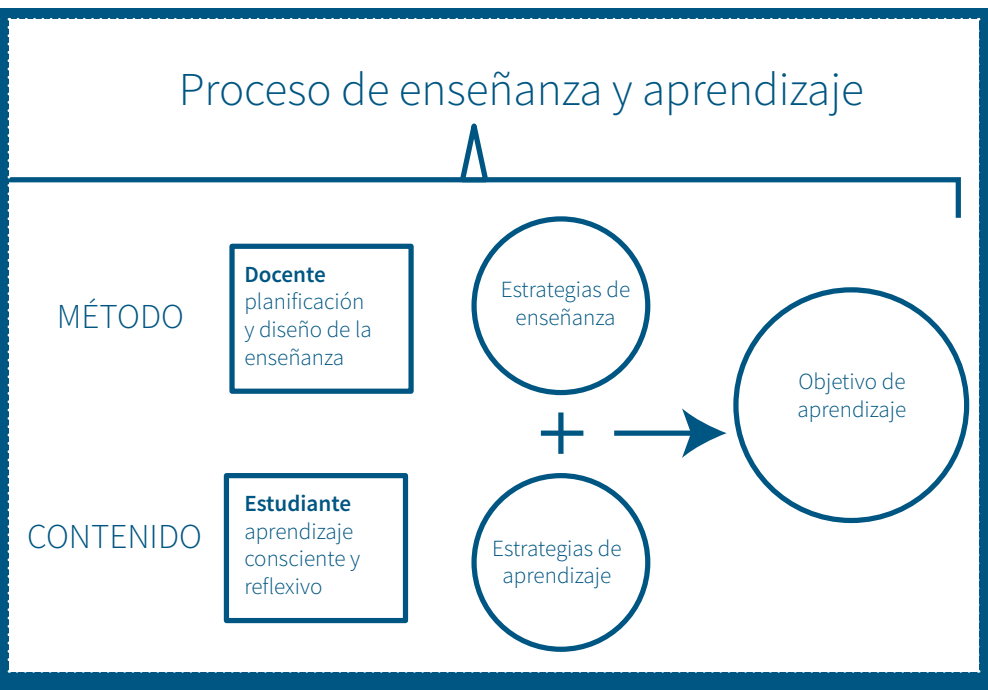 Proceso de enseñanza y aprendizaje
MÉTODO
Docente
planificación
y diseño de la
enseñanza
Estrategias de
enseñanza
Objetivo de
aprendizaje
CONTENIDO
Estudiante
aprendizaje
consciente y
reflexivo
Estrategias de
aprendizaje